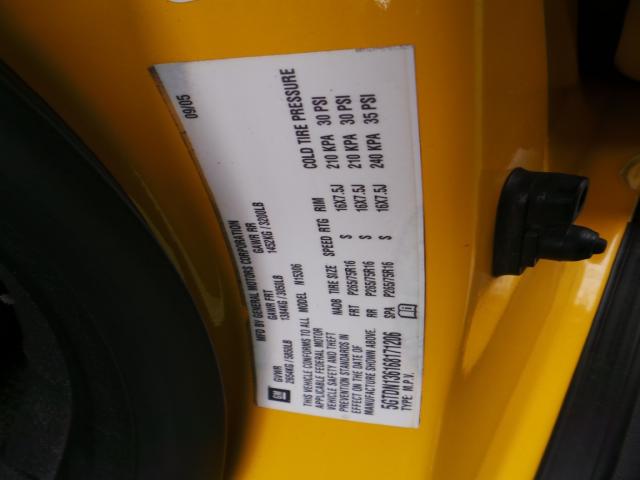 MFD BY GENERAL MOTORS CORPORATION 09/05
GVWR GAWR FRT GAWR RR
2654KG / 5850LB 1384KG / 3050LB 1452KG / 3200LB
GM
THIS VEHICLE CONFORMS TO ALL
APPLICABLE FEDERAL MOTOR
VEHICLE SAFETY AND THEFT
PREVENTION STANDARDS IN
EFFECT ON THE DATE OF
MANUFACTURE SHOWN ABOVE.
5GTDN136168171206
TYPE: M.P.V.
MODEL: N15306
NADB TIRE SIZE SPEED RTG RIM COLD TIRE PRESSURE
FRT P265/75R16 S 16X7.5J 210 KPA 30 PSI
RR P265/75R16 S 16X7.5J 210 KPA 30 PSI
SPA P265/75R16 S 16X7.5J 240 KPA 35 PSI